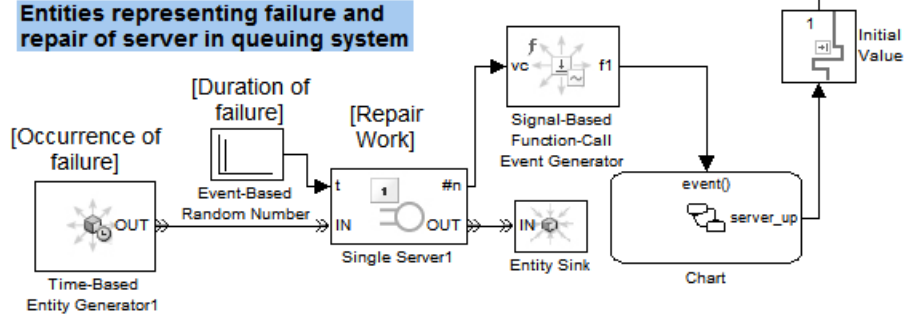 Entities representing failure and
repair of server in queuing system
1
Initial
Value
f
vc
f1
Signal-Based
Function-Call
Event Generator
[Duration of
failure]
[Repair
Work]
[Occurrence of
failure]
Event-Based
Random Number
t
1
#n
IN
OUT
Single Server1
OUT
Time-Based
Entity Generator1
IN
Entity Sink
event()
server_up
Chart